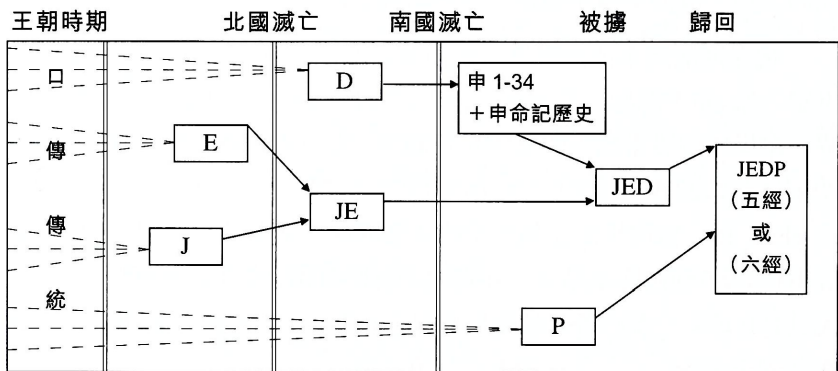 王朝時期 北國滅亡 南國滅亡 被擄 歸回
口傳傳統
D
申 1-34
＋申命記歷史
E
JED
JEDP
（五經）
或
（六經）
JE
J
P